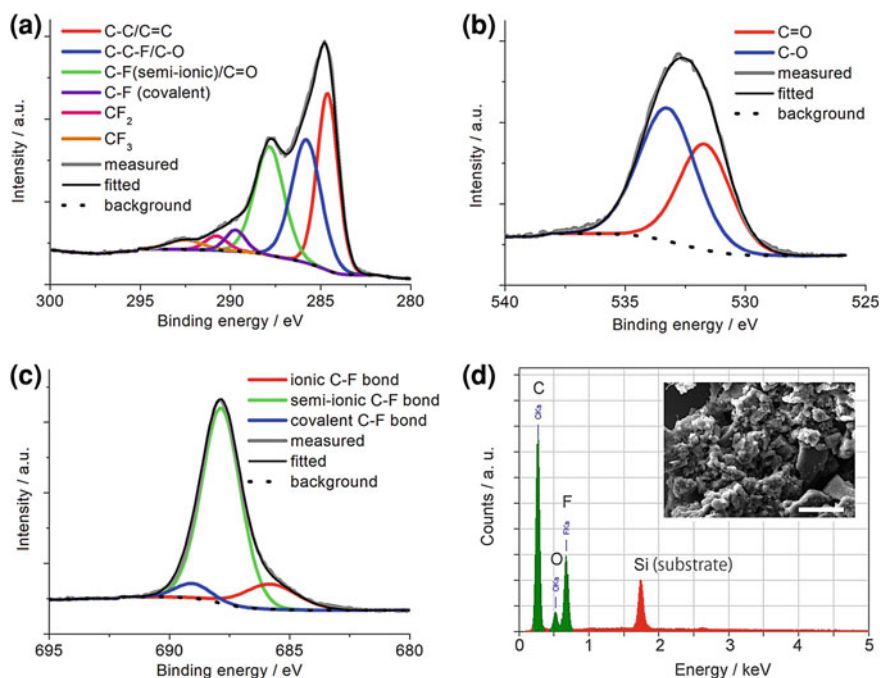 (a)
C-C/C=C
C-C-F/C-O
C-F(semi-ionic)/C=O
C-F (covalent)
CF2
CF3
measured
fitted
background
Intensity / a.u.
300 295 290 285 280
Binding energy / eV
(b)
C=O
C-O
measured
fitted
background
Intensity / a.u.
540 535 530 525
Binding energy / eV
(c)
ionic C-F bond
semi-ionic C-F bond
covalent C-F bond
measured
fitted
background
Intensity / a.u.
695 690 685 680
Binding energy / eV
(d)
C
OKa
F
FKa
O
OKa
Si (substrate)
Counts / a. u.
0 1 2 3 4 5
Energy / keV